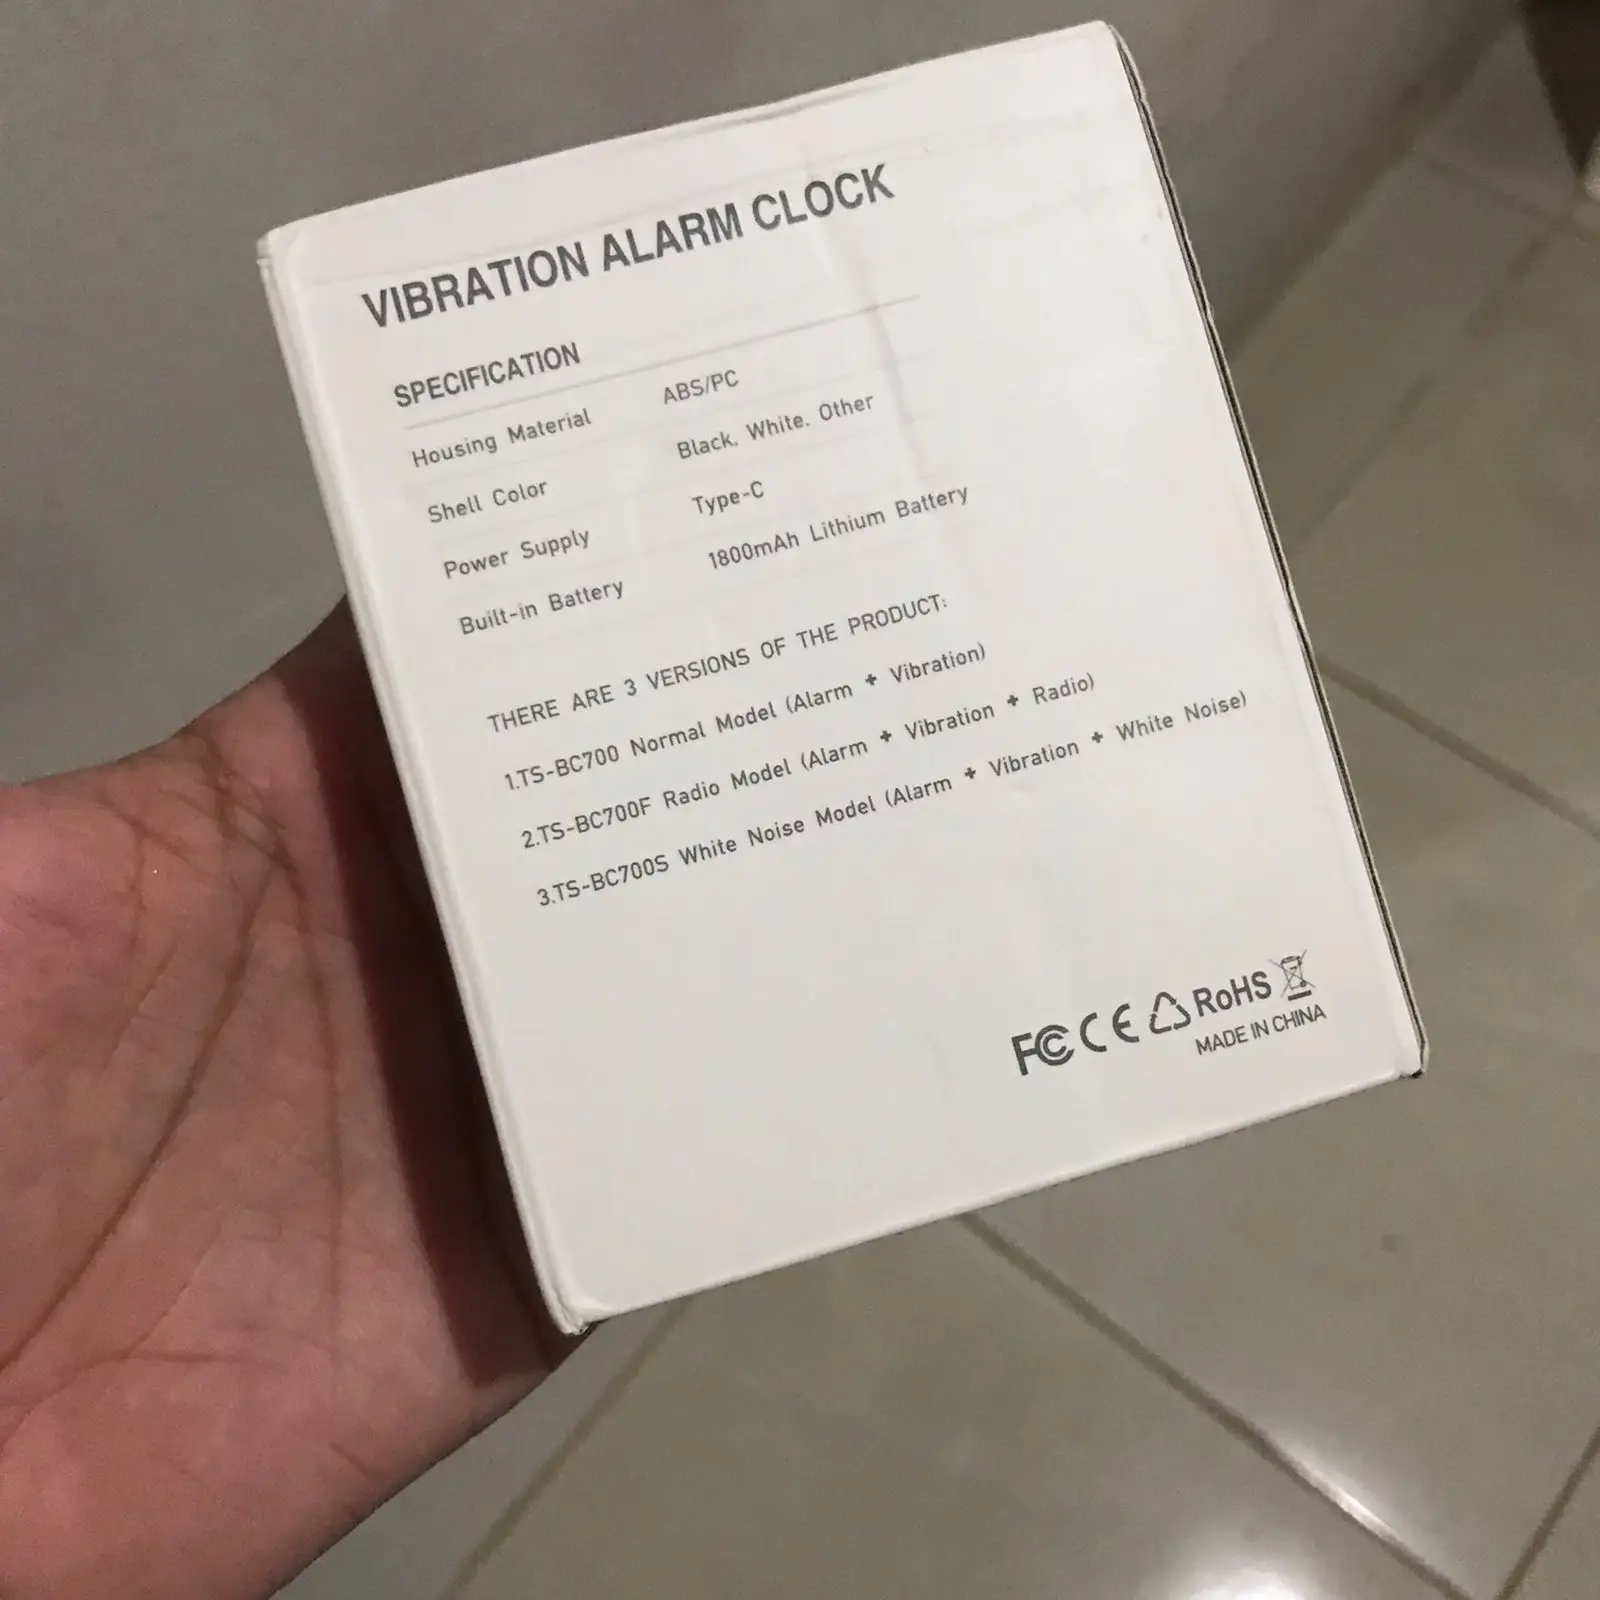 VIBRATION ALARM CLOCK
SPECIFICATION
Housing Material ABS/PC
Shell Color Black, White, Other
Power Supply Type-C
Built-in Battery 1800mAh Lithium Battery
THERE ARE 3 VERSIONS OF THE PRODUCT:
1.TS-BC700 Normal Model (Alarm + Vibration)
2.TS-BC700F Radio Model (Alarm + Vibration + Radio)
3.TS-BC700S White Noise Model (Alarm + Vibration + White Noise)
FC CE RoHS
MADE IN CHINA